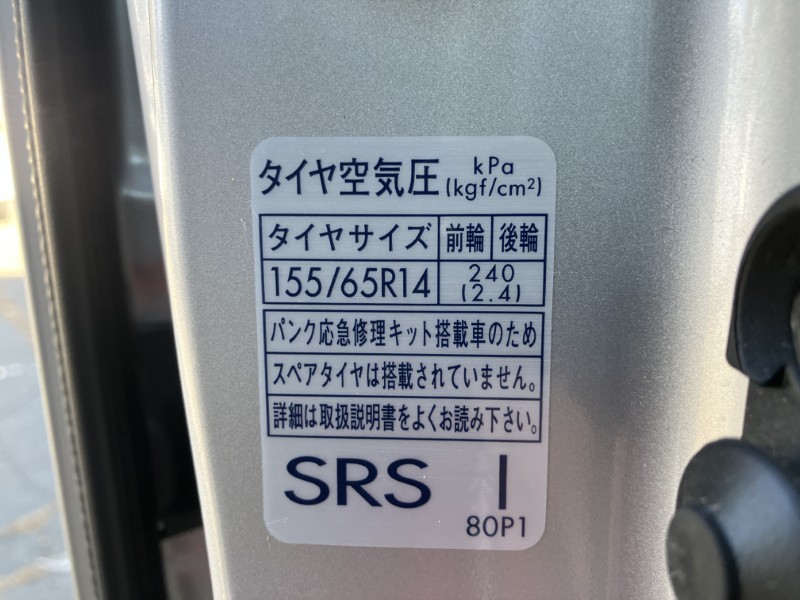 タイヤ空気圧 kPa (kgf/cm²)
タイヤサイズ 前輪 後輪
155/65R14 240 (2.4)
パンク応急修理キット搭載車のため
スペアタイヤは搭載されていません。
詳細は取扱説明書をよくお読み下さい。
SRS I
80P1